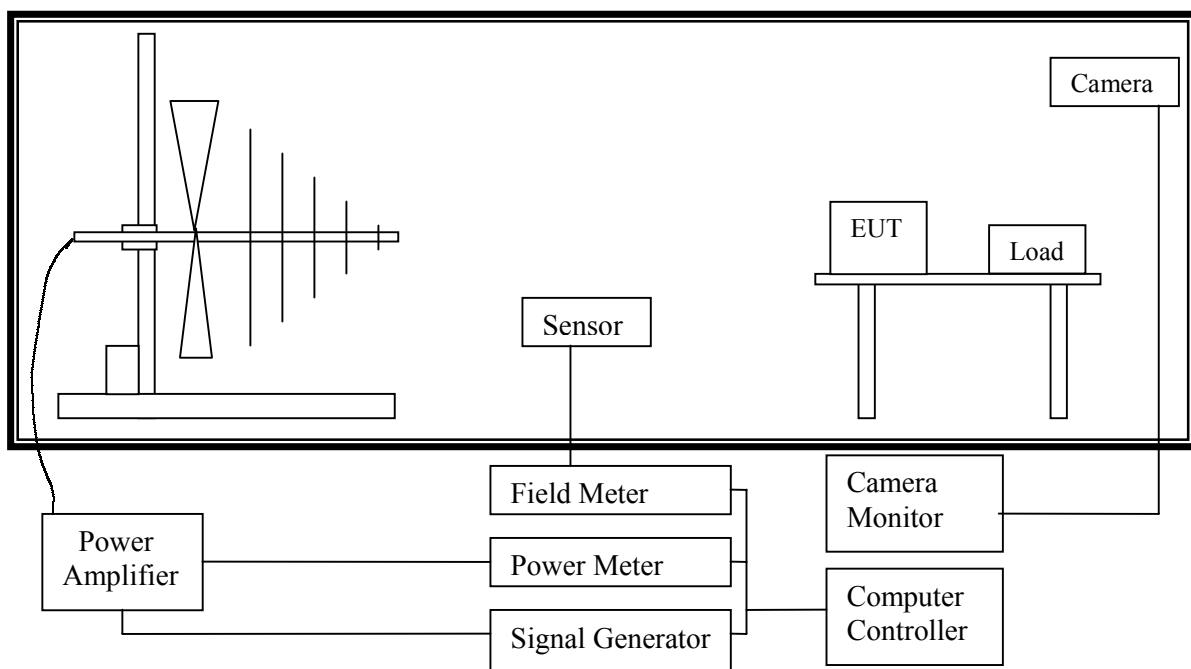 Camera
EUT
Load
Sensor
Field Meter
Camera
Monitor
Power
Amplifier
Power Meter
Computer
Controller
Signal Generator